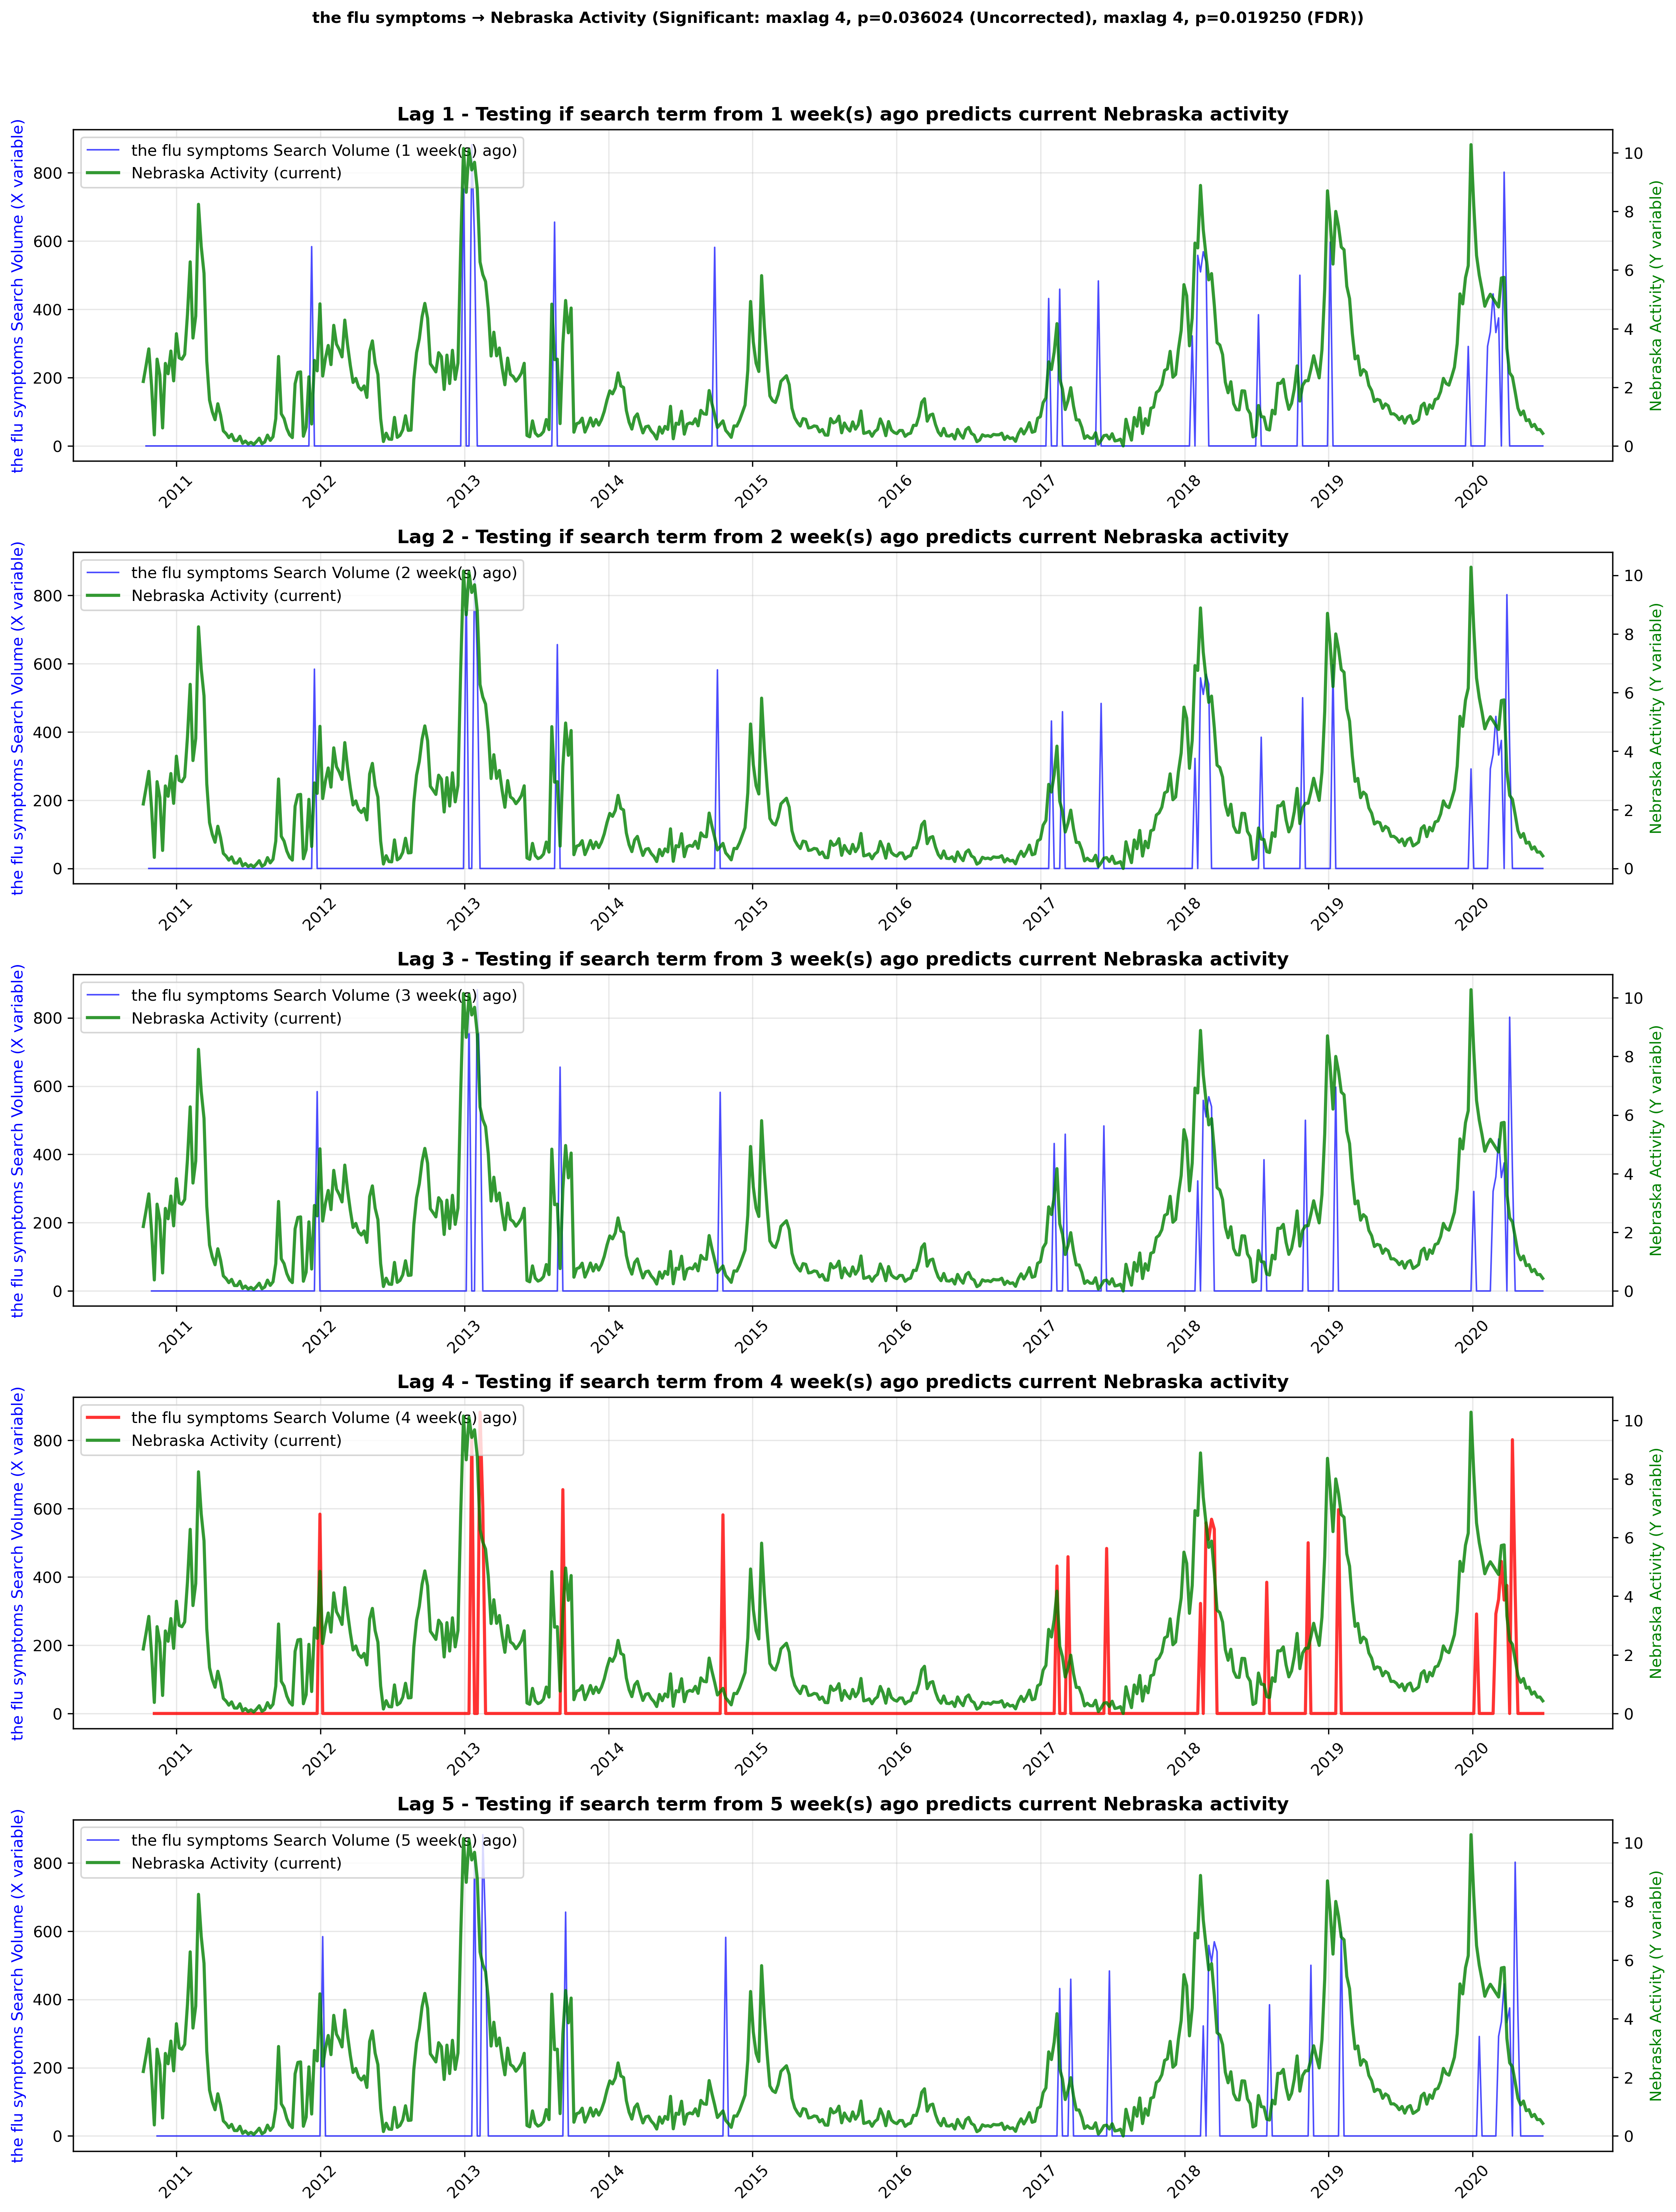 the flu symptoms → Nebraska Activity (Significant: maxlag 4, p=0.036024 (Uncorrected), maxlag 4, p=0.019250 (FDR))
Lag 1 - Testing if search term from 1 week(s) ago predicts current Nebraska activity
the flu symptoms Search Volume (X variable)
Nebraska Activity (Y variable)
the flu symptoms Search Volume (1 week(s) ago)
Nebraska Activity (current)
800
600
400
200
0
10
8
6
4
2
0
2011 2012 2013 2014 2015 2016 2017 2018 2019 2020
Lag 2 - Testing if search term from 2 week(s) ago predicts current Nebraska activity
the flu symptoms Search Volume (X variable)
Nebraska Activity (Y variable)
the flu symptoms Search Volume (2 week(s) ago)
Nebraska Activity (current)
800
600
400
200
0
10
8
6
4
2
0
2011 2012 2013 2014 2015 2016 2017 2018 2019 2020
Lag 3 - Testing if search term from 3 week(s) ago predicts current Nebraska activity
the flu symptoms Search Volume (X variable)
Nebraska Activity (Y variable)
the flu symptoms Search Volume (3 week(s) ago)
Nebraska Activity (current)
800
600
400
200
0
10
8
6
4
2
0
2011 2012 2013 2014 2015 2016 2017 2018 2019 2020
Lag 4 - Testing if search term from 4 week(s) ago predicts current Nebraska activity
the flu symptoms Search Volume (X variable)
Nebraska Activity (Y variable)
the flu symptoms Search Volume (4 week(s) ago)
Nebraska Activity (current)
800
600
400
200
0
10
8
6
4
2
0
2011 2012 2013 2014 2015 2016 2017 2018 2019 2020
Lag 5 - Testing if search term from 5 week(s) ago predicts current Nebraska activity
the flu symptoms Search Volume (X variable)
Nebraska Activity (Y variable)
the flu symptoms Search Volume (5 week(s) ago)
Nebraska Activity (current)
800
600
400
200
0
10
8
6
4
2
0
2011 2012 2013 2014 2015 2016 2017 2018 2019 2020